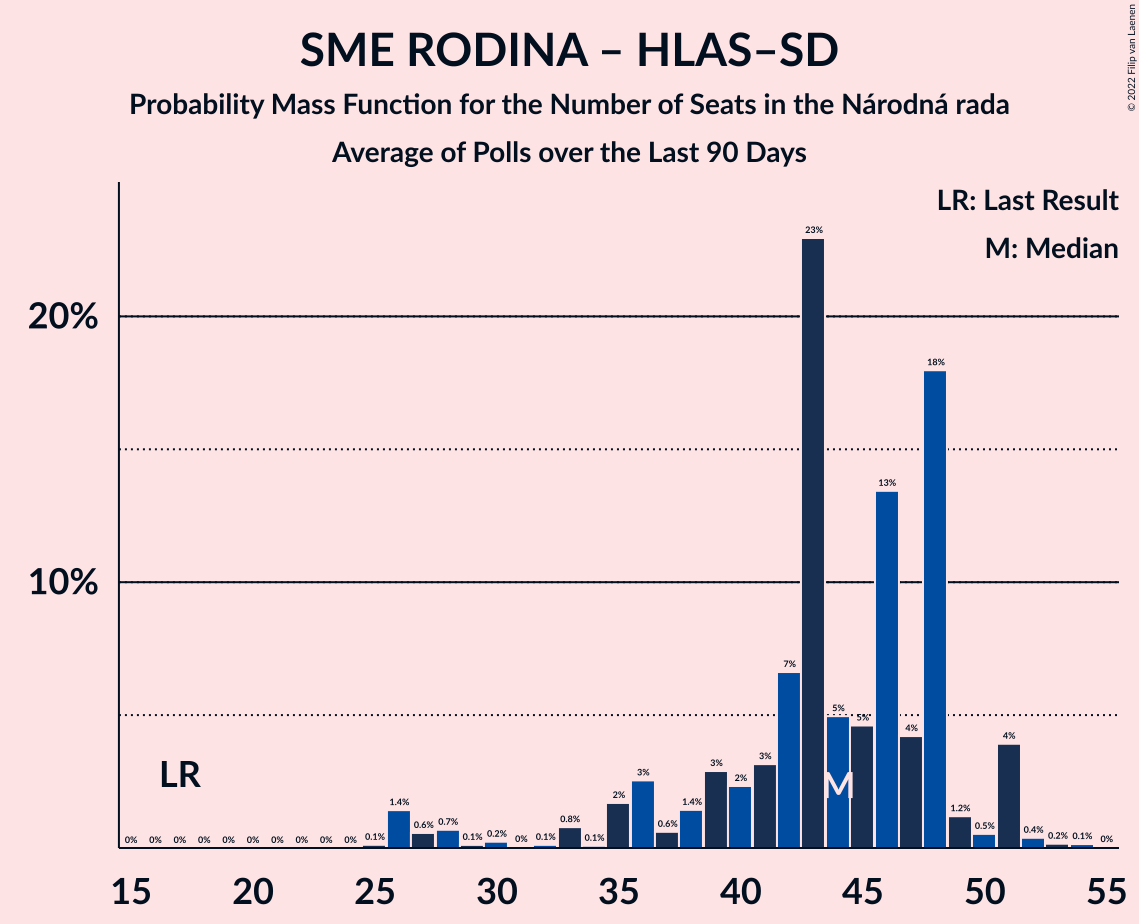 SME RODINA – HLAS–SD
Probability Mass Function for the Number of Seats in the Národná rada
Average of Polls over the Last 90 Days
© 2022 Filip van Laenen
LR: Last Result
M: Median
20%
10%
LR
M
0% 0% 0% 0% 0% 0% 0% 0% 0% 0% 0.1% 1.4% 0.6% 0.7% 0.1% 0.2% 0% 0.1% 0.8% 0.1% 2% 3% 0.6% 1.4% 3% 2% 3% 7% 23% 5% 5% 13% 4% 18% 1.2% 0.5% 4% 0.4% 0.2% 0.1% 0%
15 20 25 30 35 40 45 50 55